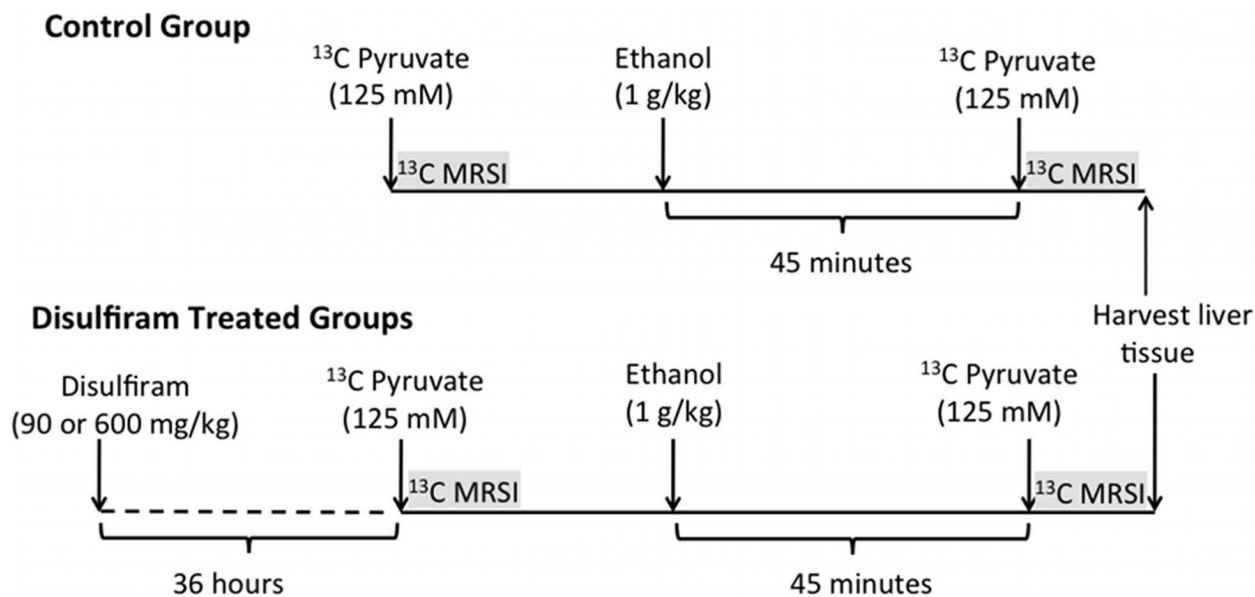 Control Group
¹³C Pyruvate
(125 mM)
Ethanol
(1 g/kg)
¹³C Pyruvate
(125 mM)
¹³C MRSI
¹³C MRSI
45 minutes
Disulfiram Treated Groups
Harvest liver
tissue
Disulfiram
(90 or 600 mg/kg)
¹³C Pyruvate
(125 mM)
Ethanol
(1 g/kg)
¹³C Pyruvate
(125 mM)
¹³C MRSI
¹³C MRSI
36 hours
45 minutes